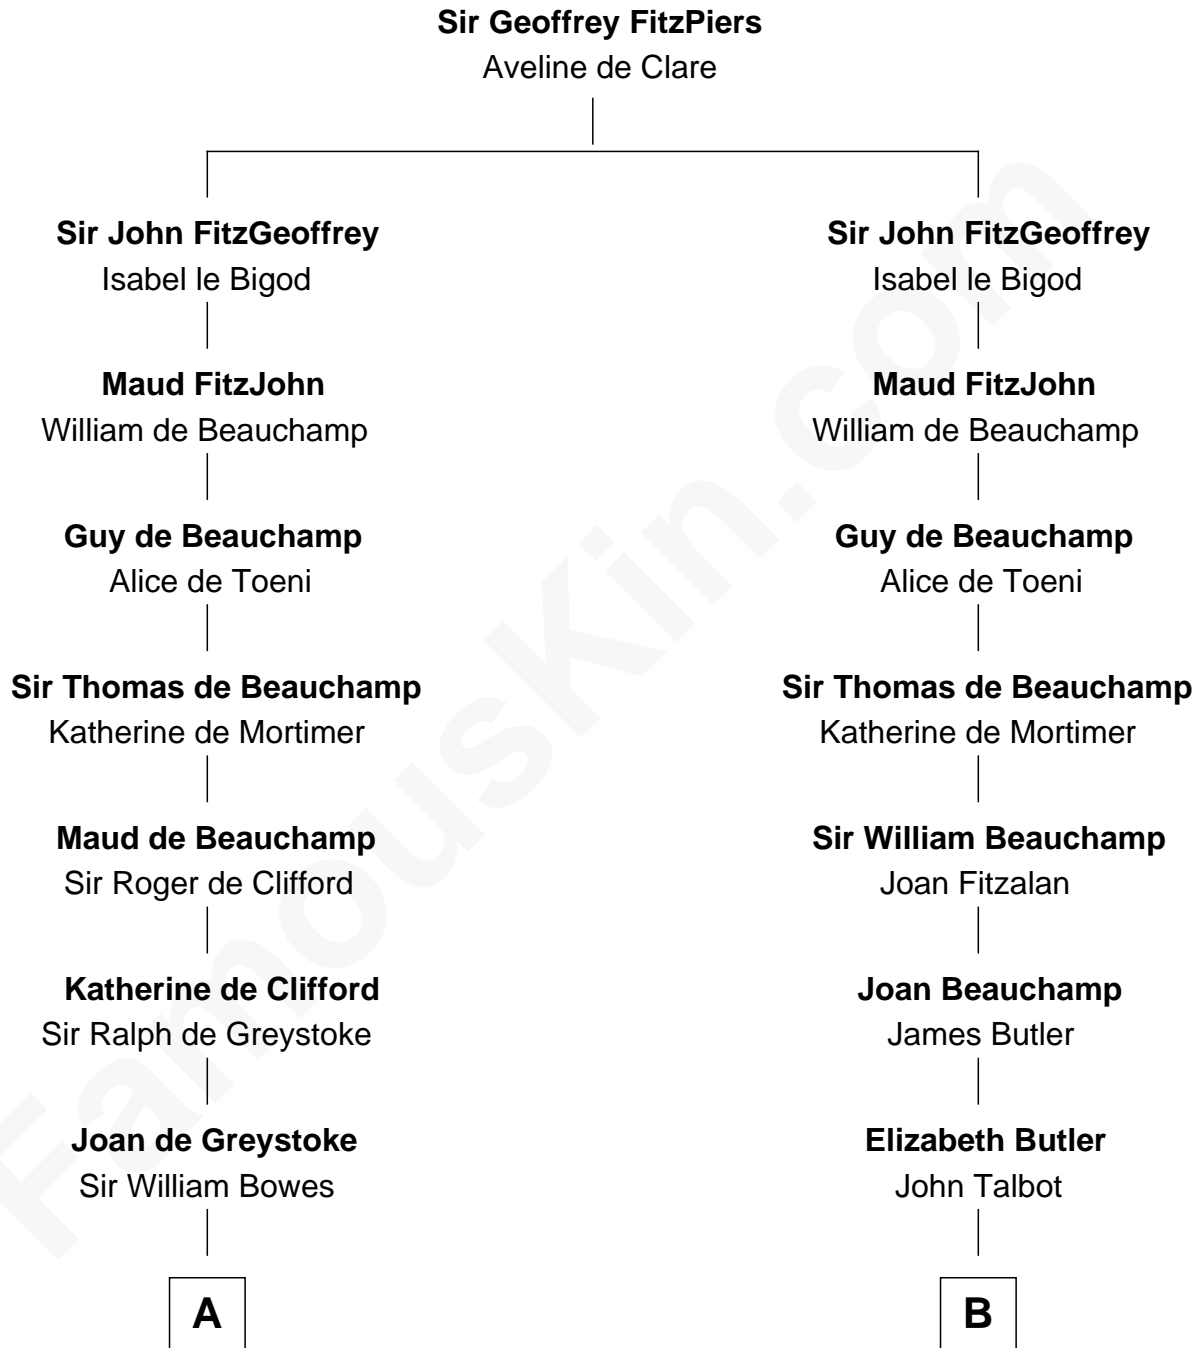 Sir Geoffrey FitzPiers
Aveline de Clare
Sir John FitzGeoffrey
Isabel le Bigod
Maud FitzJohn
William de Beauchamp
Guy de Beauchamp
Alice de Toeni
Sir Thomas de Beauchamp
Katherine de Mortimer
Maud de Beauchamp
Sir Roger de Clifford
Katherine de Clifford
Sir Ralph de Greystoke
Joan de Greystoke
Sir William Bowes
A
Sir John FitzGeoffrey
Isabel le Bigod
Maud FitzJohn
William de Beauchamp
Guy de Beauchamp
Alice de Toeni
Sir Thomas de Beauchamp
Katherine de Mortimer
Sir William Beauchamp
Joan Fitzalan
Joan Beauchamp
James Butler
Elizabeth Butler
John Talbot
B
FamousKin.com